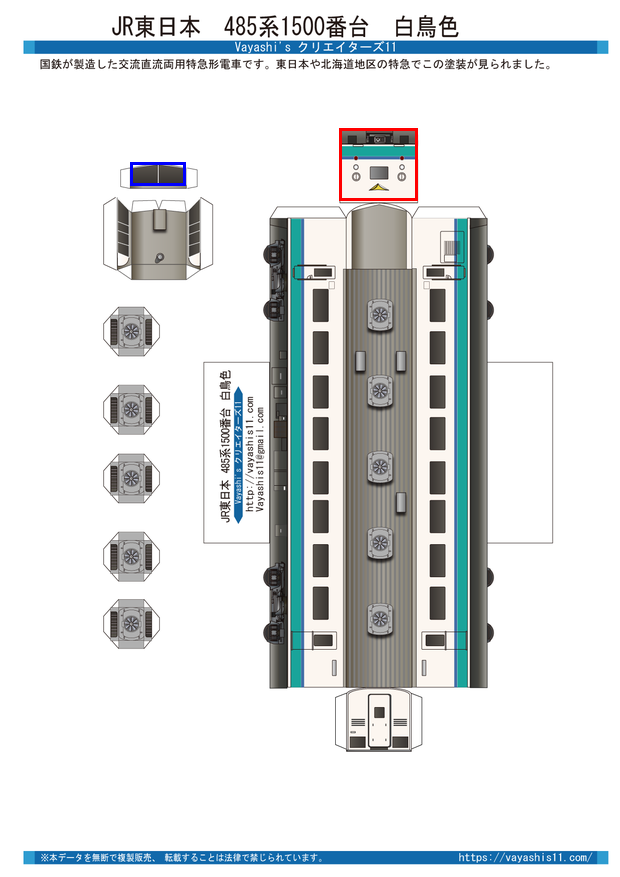 JR東日本　485系1500番台　白鳥色
Vayashi's クリエイターズ11
国鉄が製造した交流直流両用特急形電車です。東日本や北海道地区の特急でこの塗装が見られました。
JR東日本 485系1500番台 白鳥色
Vayashi's クリエイターズ11
http://vayashis11.com
Vayashis11@gmail.com
※本データを無断で複製販売、 転載することは法律で禁じられています。
https://vayashis11.com/